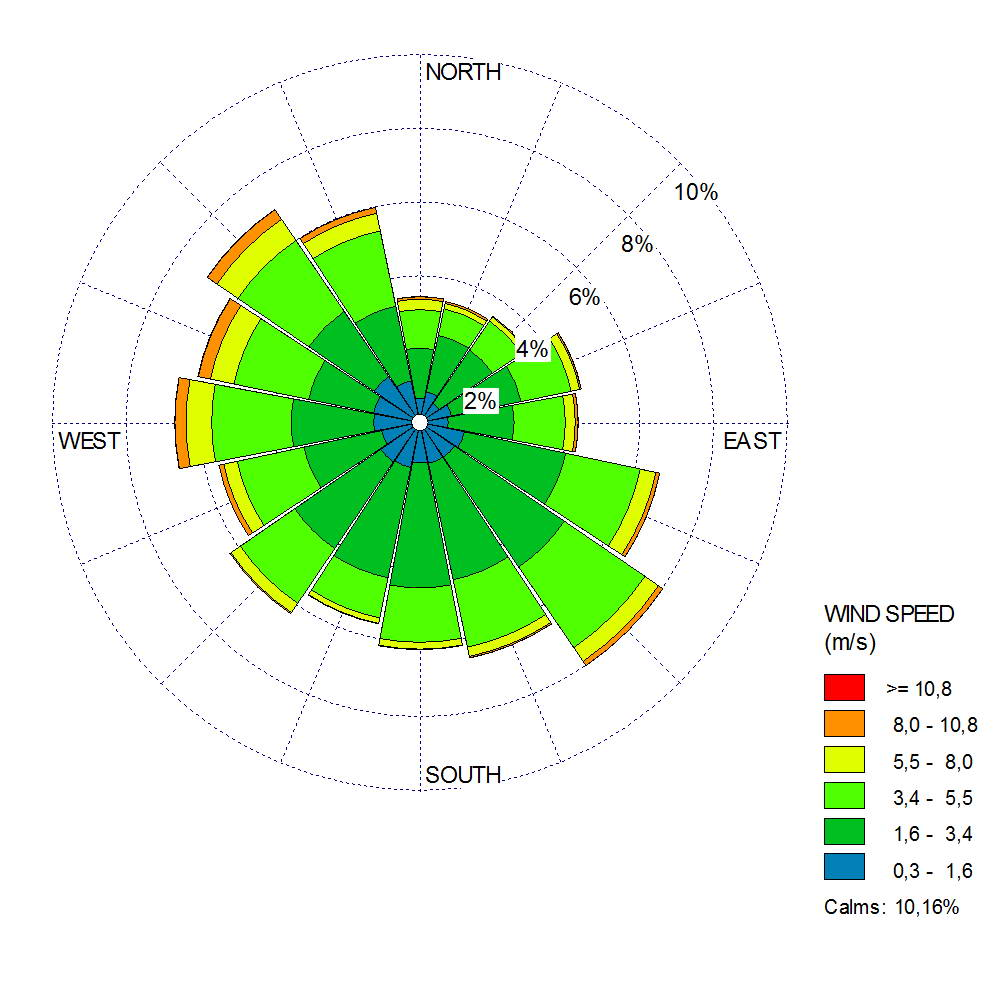 NORTH
10%
8%
6%
4%
2%
WEST
EAST
SOUTH
WIND SPEED
(m/s)
>= 10,8
8,0 - 10,8
5,5 - 8,0
3,4 - 5,5
1,6 - 3,4
0,3 - 1,6
Calms: 10,16%